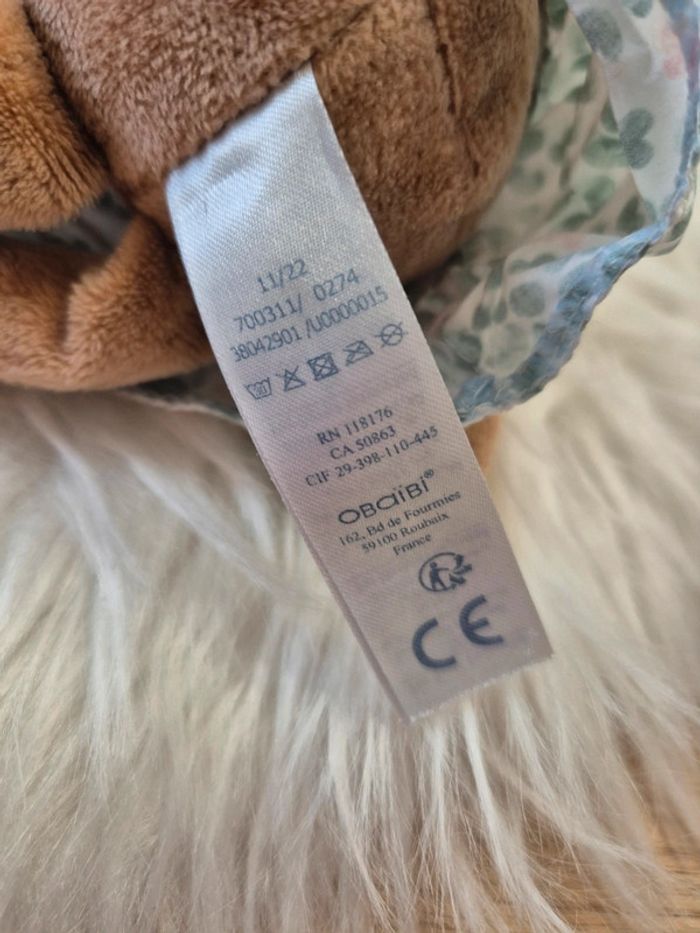 11/22
700311/ 0274
38042901 /U0000015
RN 118176
CA 50863
CIF 29-398-110-445
OBaïBi®
162, Bd de Fourmies
59100 Roubaix
France
CE